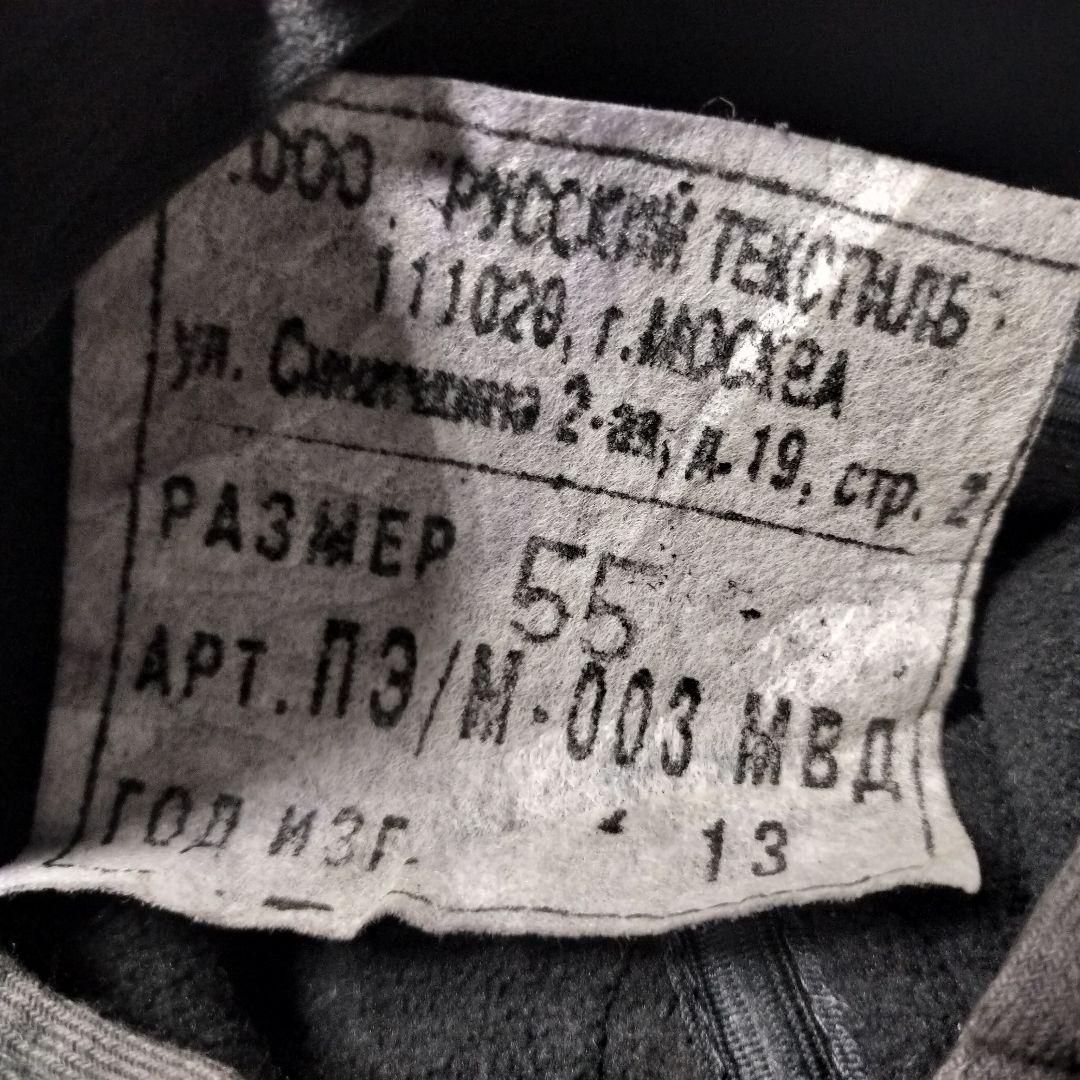 ООО "РУССКИЙ ТЕКСТИЛЬ"
111020, г.МОСКВА
ул. Синичкина 2-ая, д.19, стр. 2
РАЗМЕР 55
АРТ.ПЭ/М-003 МВД
ГОД ИЗГ. 13